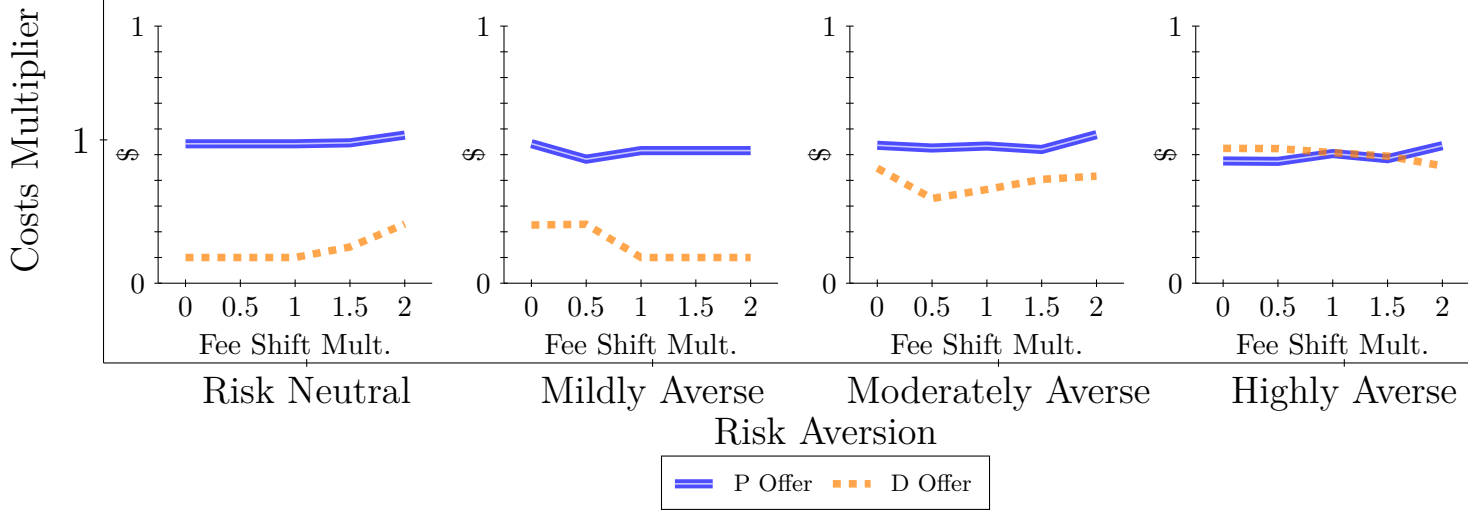 Costs Multiplier
1
1
$
0
0 0.5 1 1.5 2
Fee Shift Mult.
Risk Neutral
1
$
0
0 0.5 1 1.5 2
Fee Shift Mult.
Mildly Averse
1
$
0
0 0.5 1 1.5 2
Fee Shift Mult.
Moderately Averse
1
$
0
0 0.5 1 1.5 2
Fee Shift Mult.
Highly Averse
Risk Aversion
P Offer D Offer